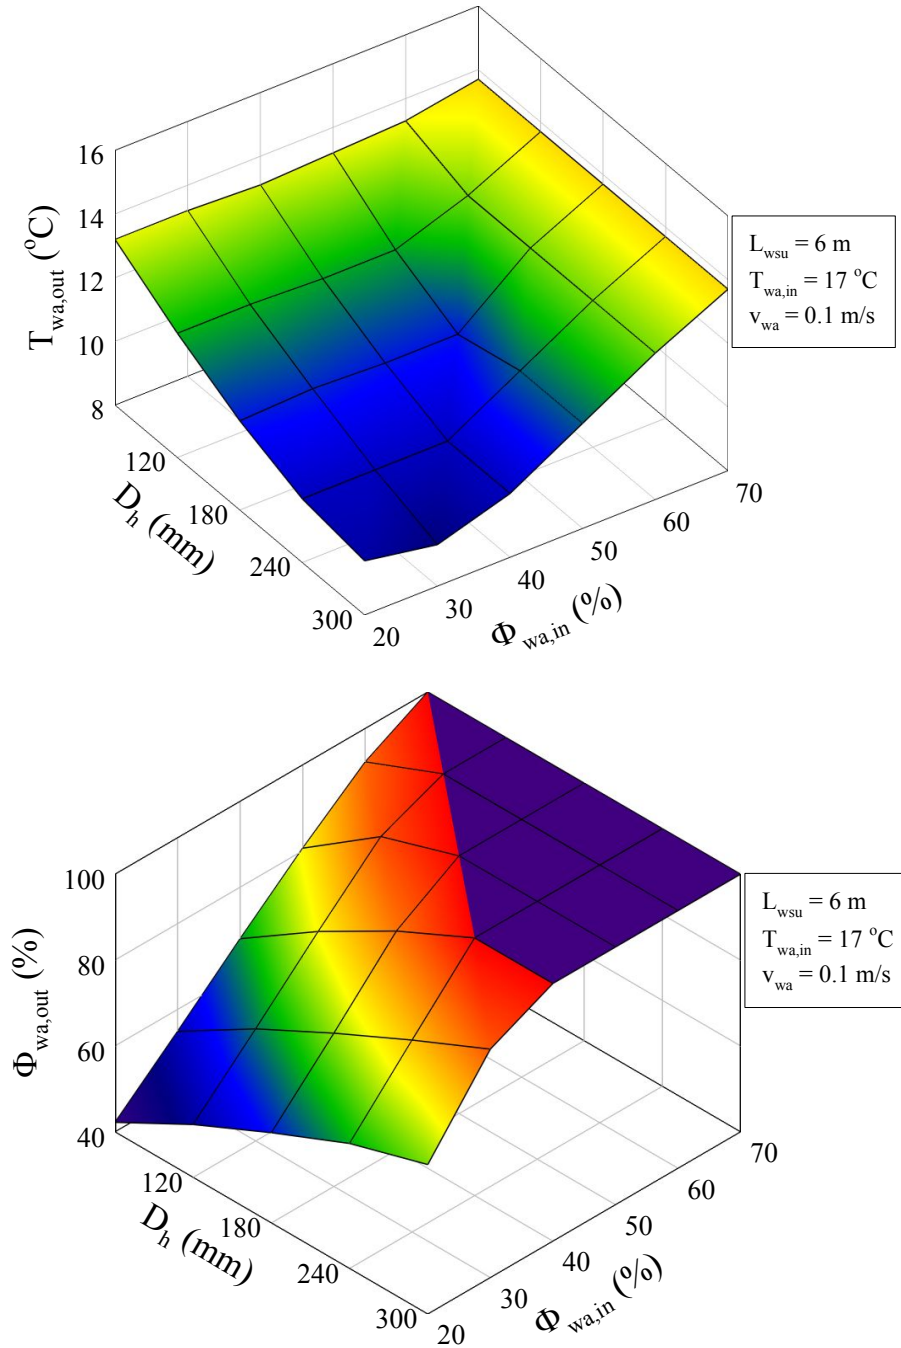 16
14
12
10
8
T_wa,out (°C)
120
180
240
300
D_h (mm)
20
30
40
50
60
70
Φ_wa,in (%)
L_wsu = 6 m
T_wa,in = 17 °C
v_wa = 0.1 m/s
100
80
60
40
Φ_wa,out (%)
120
180
240
300
D_h (mm)
20
30
40
50
60
70
Φ_wa,in (%)
L_wsu = 6 m
T_wa,in = 17 °C
v_wa = 0.1 m/s